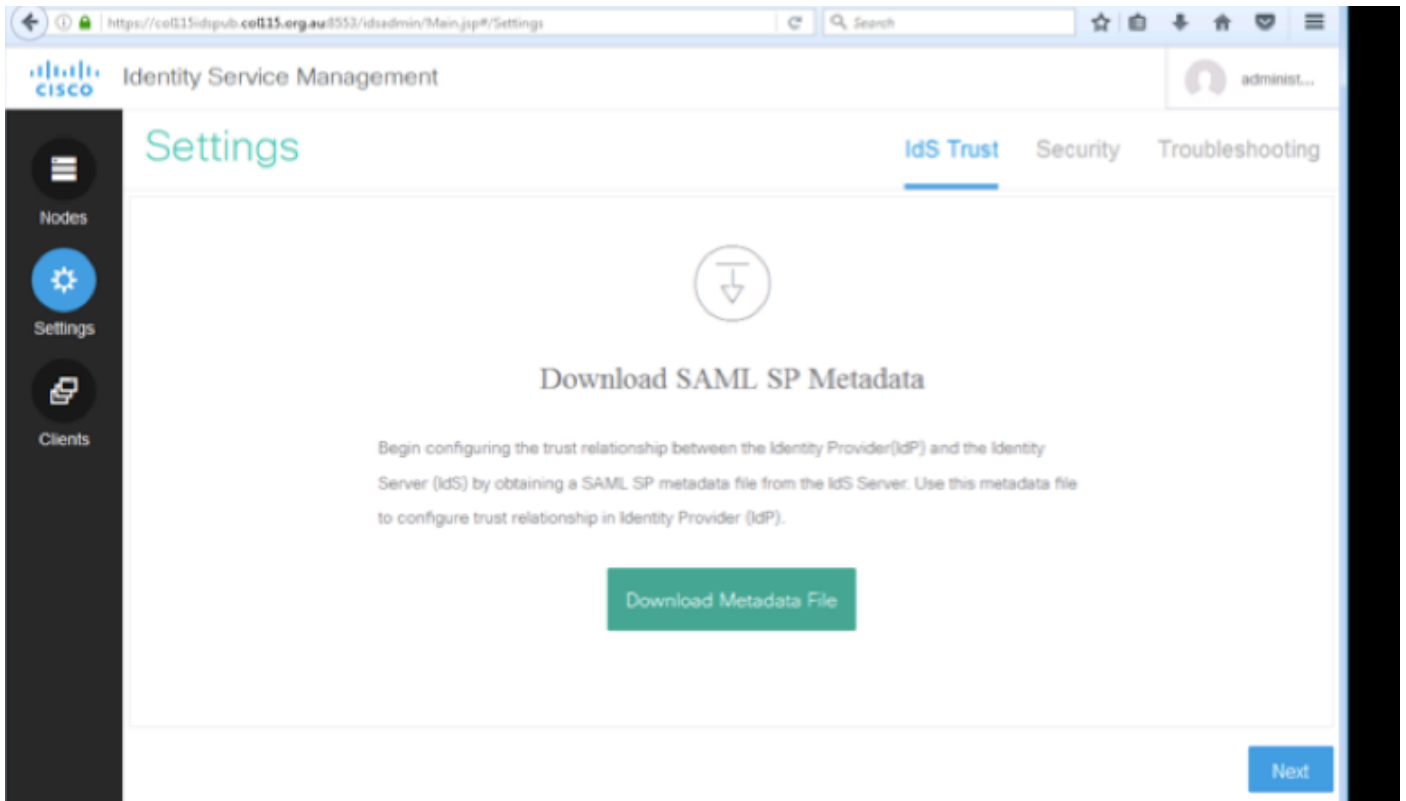 https://col115idspub.col115.org.au:8553/idsadmin/Main.jsp#/Settings
Search
CISCO
Identity Service Management
administ...
Settings
IdS Trust
Security
Troubleshooting
Nodes
Settings
Clients
Download SAML SP Metadata
Begin configuring the trust relationship between the Identity Provider(IdP) and the Identity
Server (IdS) by obtaining a SAML SP metadata file from the IdS Server. Use this metadata file
to configure trust relationship in Identity Provider (IdP).
Download Metadata File
Next